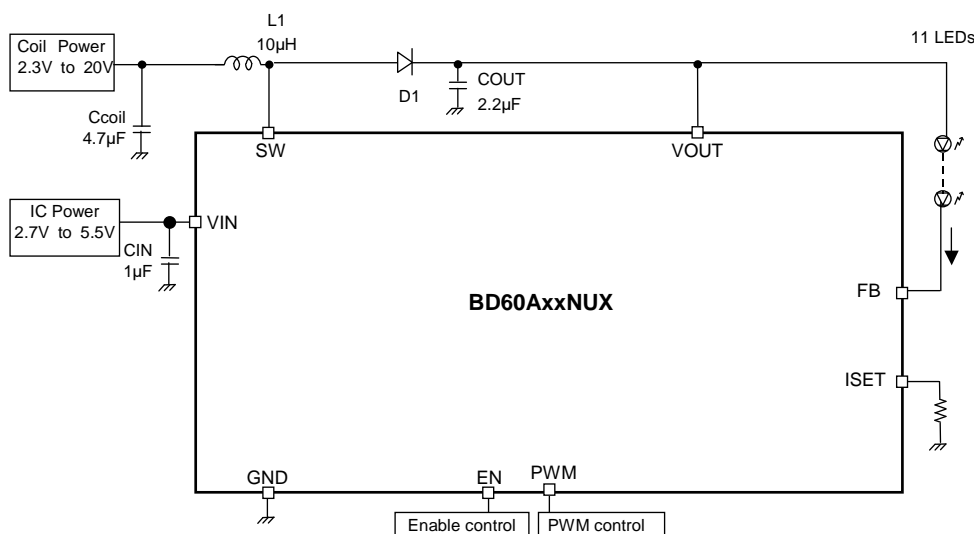 L1
10µH
11 LEDs
Coil Power
2.3V to 20V
D1
COUT
2.2µF
Ccoil
4.7µF
SW
VOUT
IC Power
2.7V to 5.5V
VIN
CIN
1µF
FB
BD60AxxNUX
ISET
GND
EN
PWM
Enable control
PWM control